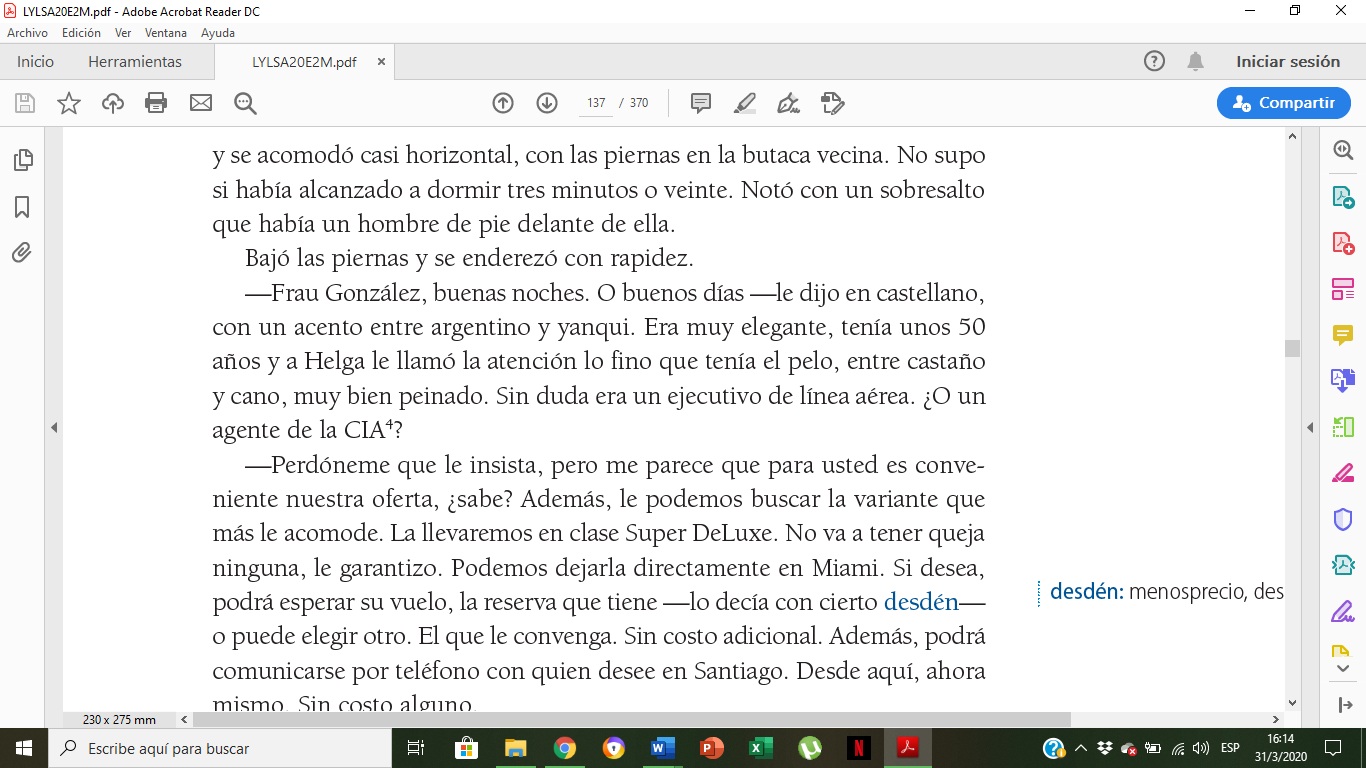 LYLSA20E2M.pdf - Adobe Acrobat Reader DC
Archivo Edición Ver Ventana Ayuda
Inicio Herramientas LYLSA20E2M.pdf × Iniciar sesión
137 / 370 Compartir
y se acomodó casi horizontal, con las piernas en la butaca vecina. No supo
si había alcanzado a dormir tres minutos o veinte. Notó con un sobresalto
que había un hombre de pie delante de ella.
Bajó las piernas y se enderezó con rapidez.
—Frau González, buenas noches. O buenos días —le dijo en castellano,
con un acento entre argentino y yanqui. Era muy elegante, tenía unos 50
años y a Helga le llamó la atención lo fino que tenía el pelo, entre castaño
y cano, muy bien peinado. Sin duda era un ejecutivo de línea aérea. ¿O un
agente de la CIA⁴?
—Perdóneme que le insista, pero me parece que para usted es conve-
niente nuestra oferta, ¿sabe? Además, le podemos buscar la variante que
más le acomode. La llevaremos en clase Super DeLuxe. No va a tener queja
ninguna, le garantizo. Podemos dejarla directamente en Miami. Si desea,
podrá esperar su vuelo, la reserva que tiene —lo decía con cierto desdén—
desdén: menosprecio, des
o puede elegir otro. El que le convenga. Sin costo adicional. Además, podrá
comunicarse por teléfono con quien desee en Santiago. Desde aquí, ahora
mismo. Sin costo alguno.
230 x 275 mm
Escribe aquí para buscar
ESP
16:14
31/3/2020